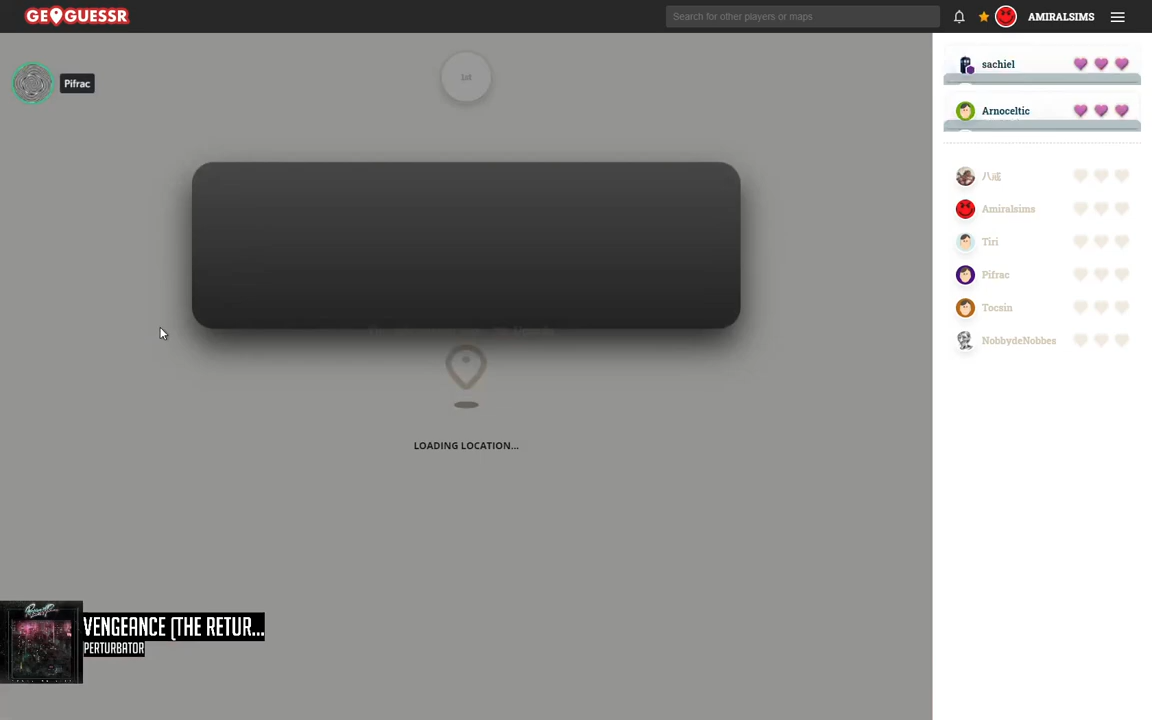 GEOGUESSR
Search for other players or maps
AMIRALSIMS
Pifrac
1st
sachiel
Arnoceltic
Amiralsims
Tiri
Pifrac
Tocsin
NobbydeNobbes
LOADING LOCATION...
VENGEANCE (THE RETUR...
PERTURBATOR